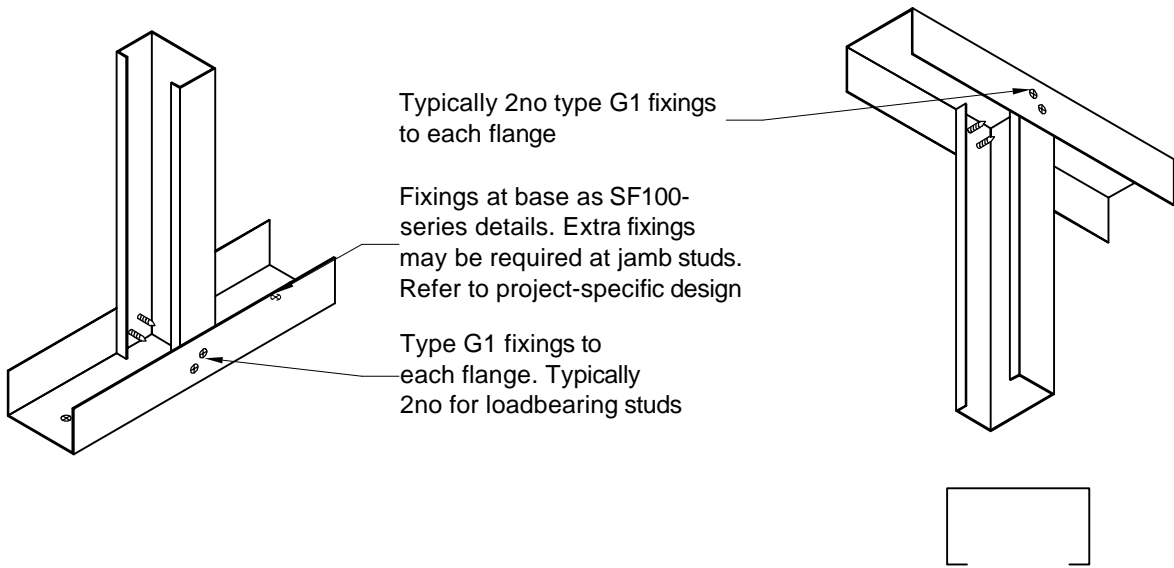 Typically 2no type G1 fixings
to each flange
Fixings at base as SF100-
series details. Extra fixings
may be required at jamb studs.
Refer to project-specific design
Type G1 fixings to
each flange. Typically
2no for loadbearing studs